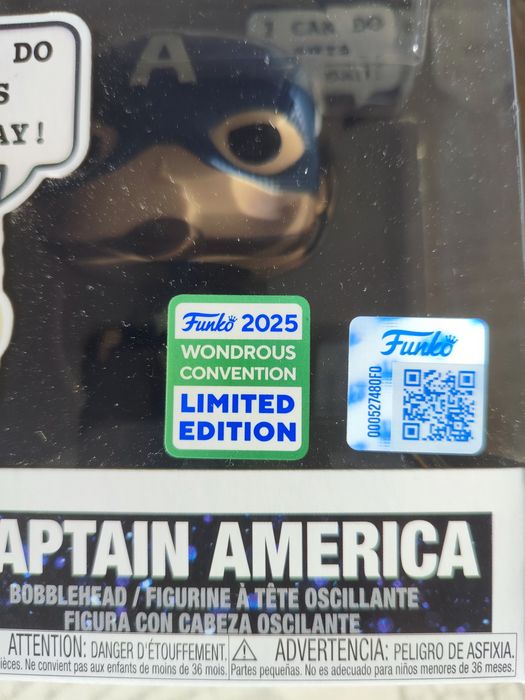 DO
S
AY!
I CAN DO
A
Funko 2025
WONDROUS
CONVENTION
LIMITED
EDITION
Funko
000527480F0
APTAIN AMERICA
BOBBLEHEAD / FIGURINE À TÊTE OSCILLANTE
FIGURA CON CABEZA OSCILANTE
ATTENTION: DANGER D'ÉTOUFFEMENT.
ièces. Ne convient pas aux enfants de moins de 36 mois.
ADVERTENCIA: PELIGRO DE ASFIXIA.
Partes pequeñas. No es adecuado para niños menores de 36 meses.